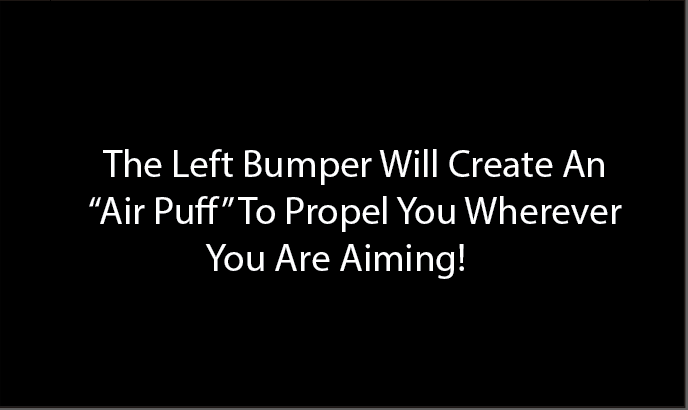 The Left Bumper Will Create An
“Air Puff” To Propel You Wherever
You Are Aiming!